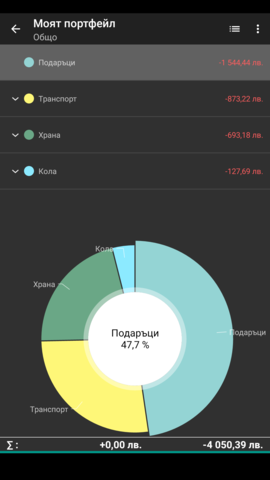 Моят портфейл
Общо
Подаръци -1 544,44 лв.
Транспорт -873,22 лв.
Храна -693,18 лв.
Кола -127,69 лв.
Кола
Храна
Подаръци
Подаръци
47,7 %
Транспорт
∑ : +0,00 лв. -4 050,39 лв.